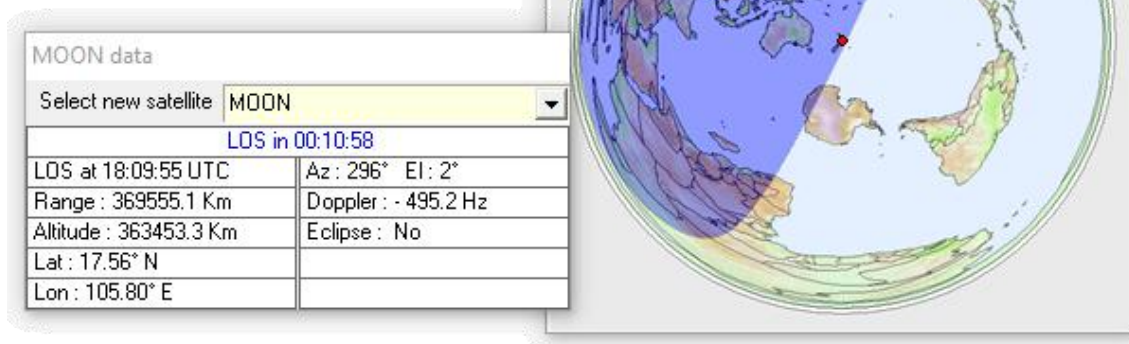 MOON data
Select new satellite MOON
LOS in 00:10:58
LOS at 18:09:55 UTC Az : 296° El : 2°
Range : 369555.1 Km Doppler : - 495.2 Hz
Altitude : 363453.3 Km Eclipse : No
Lat : 17.56° N
Lon : 105.80° E